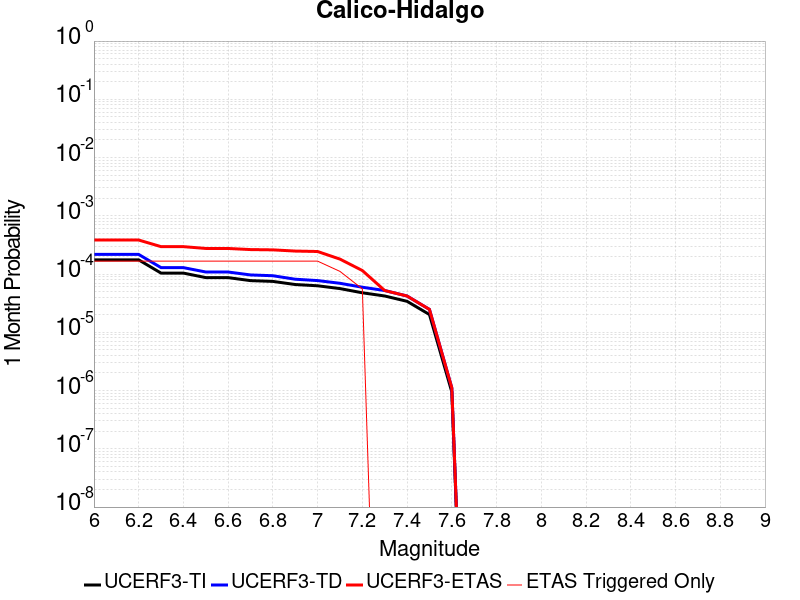 Calico-Hidalgo
10^0
10^-1
10^-2
10^-3
10^-4
10^-5
10^-6
10^-7
10^-8
1 Month Probability
6 6.2 6.4 6.6 6.8 7 7.2 7.4 7.6 7.8 8 8.2 8.4 8.6 8.8 9
Magnitude
UCERF3-TI UCERF3-TD UCERF3-ETAS ETAS Triggered Only